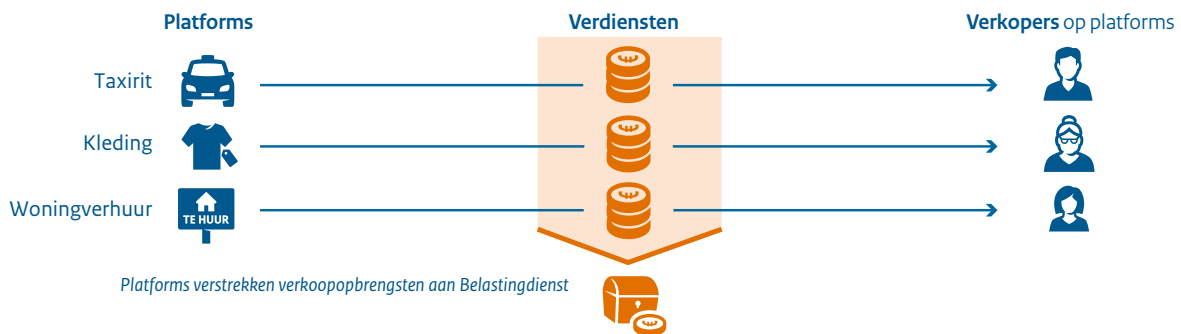 Platforms
Verdiensten
Verkopers op platforms
Taxirit
Kleding
Woningverhuur
TE HUUR
Platforms verstrekken verkoopopbrengsten aan Belastingdienst